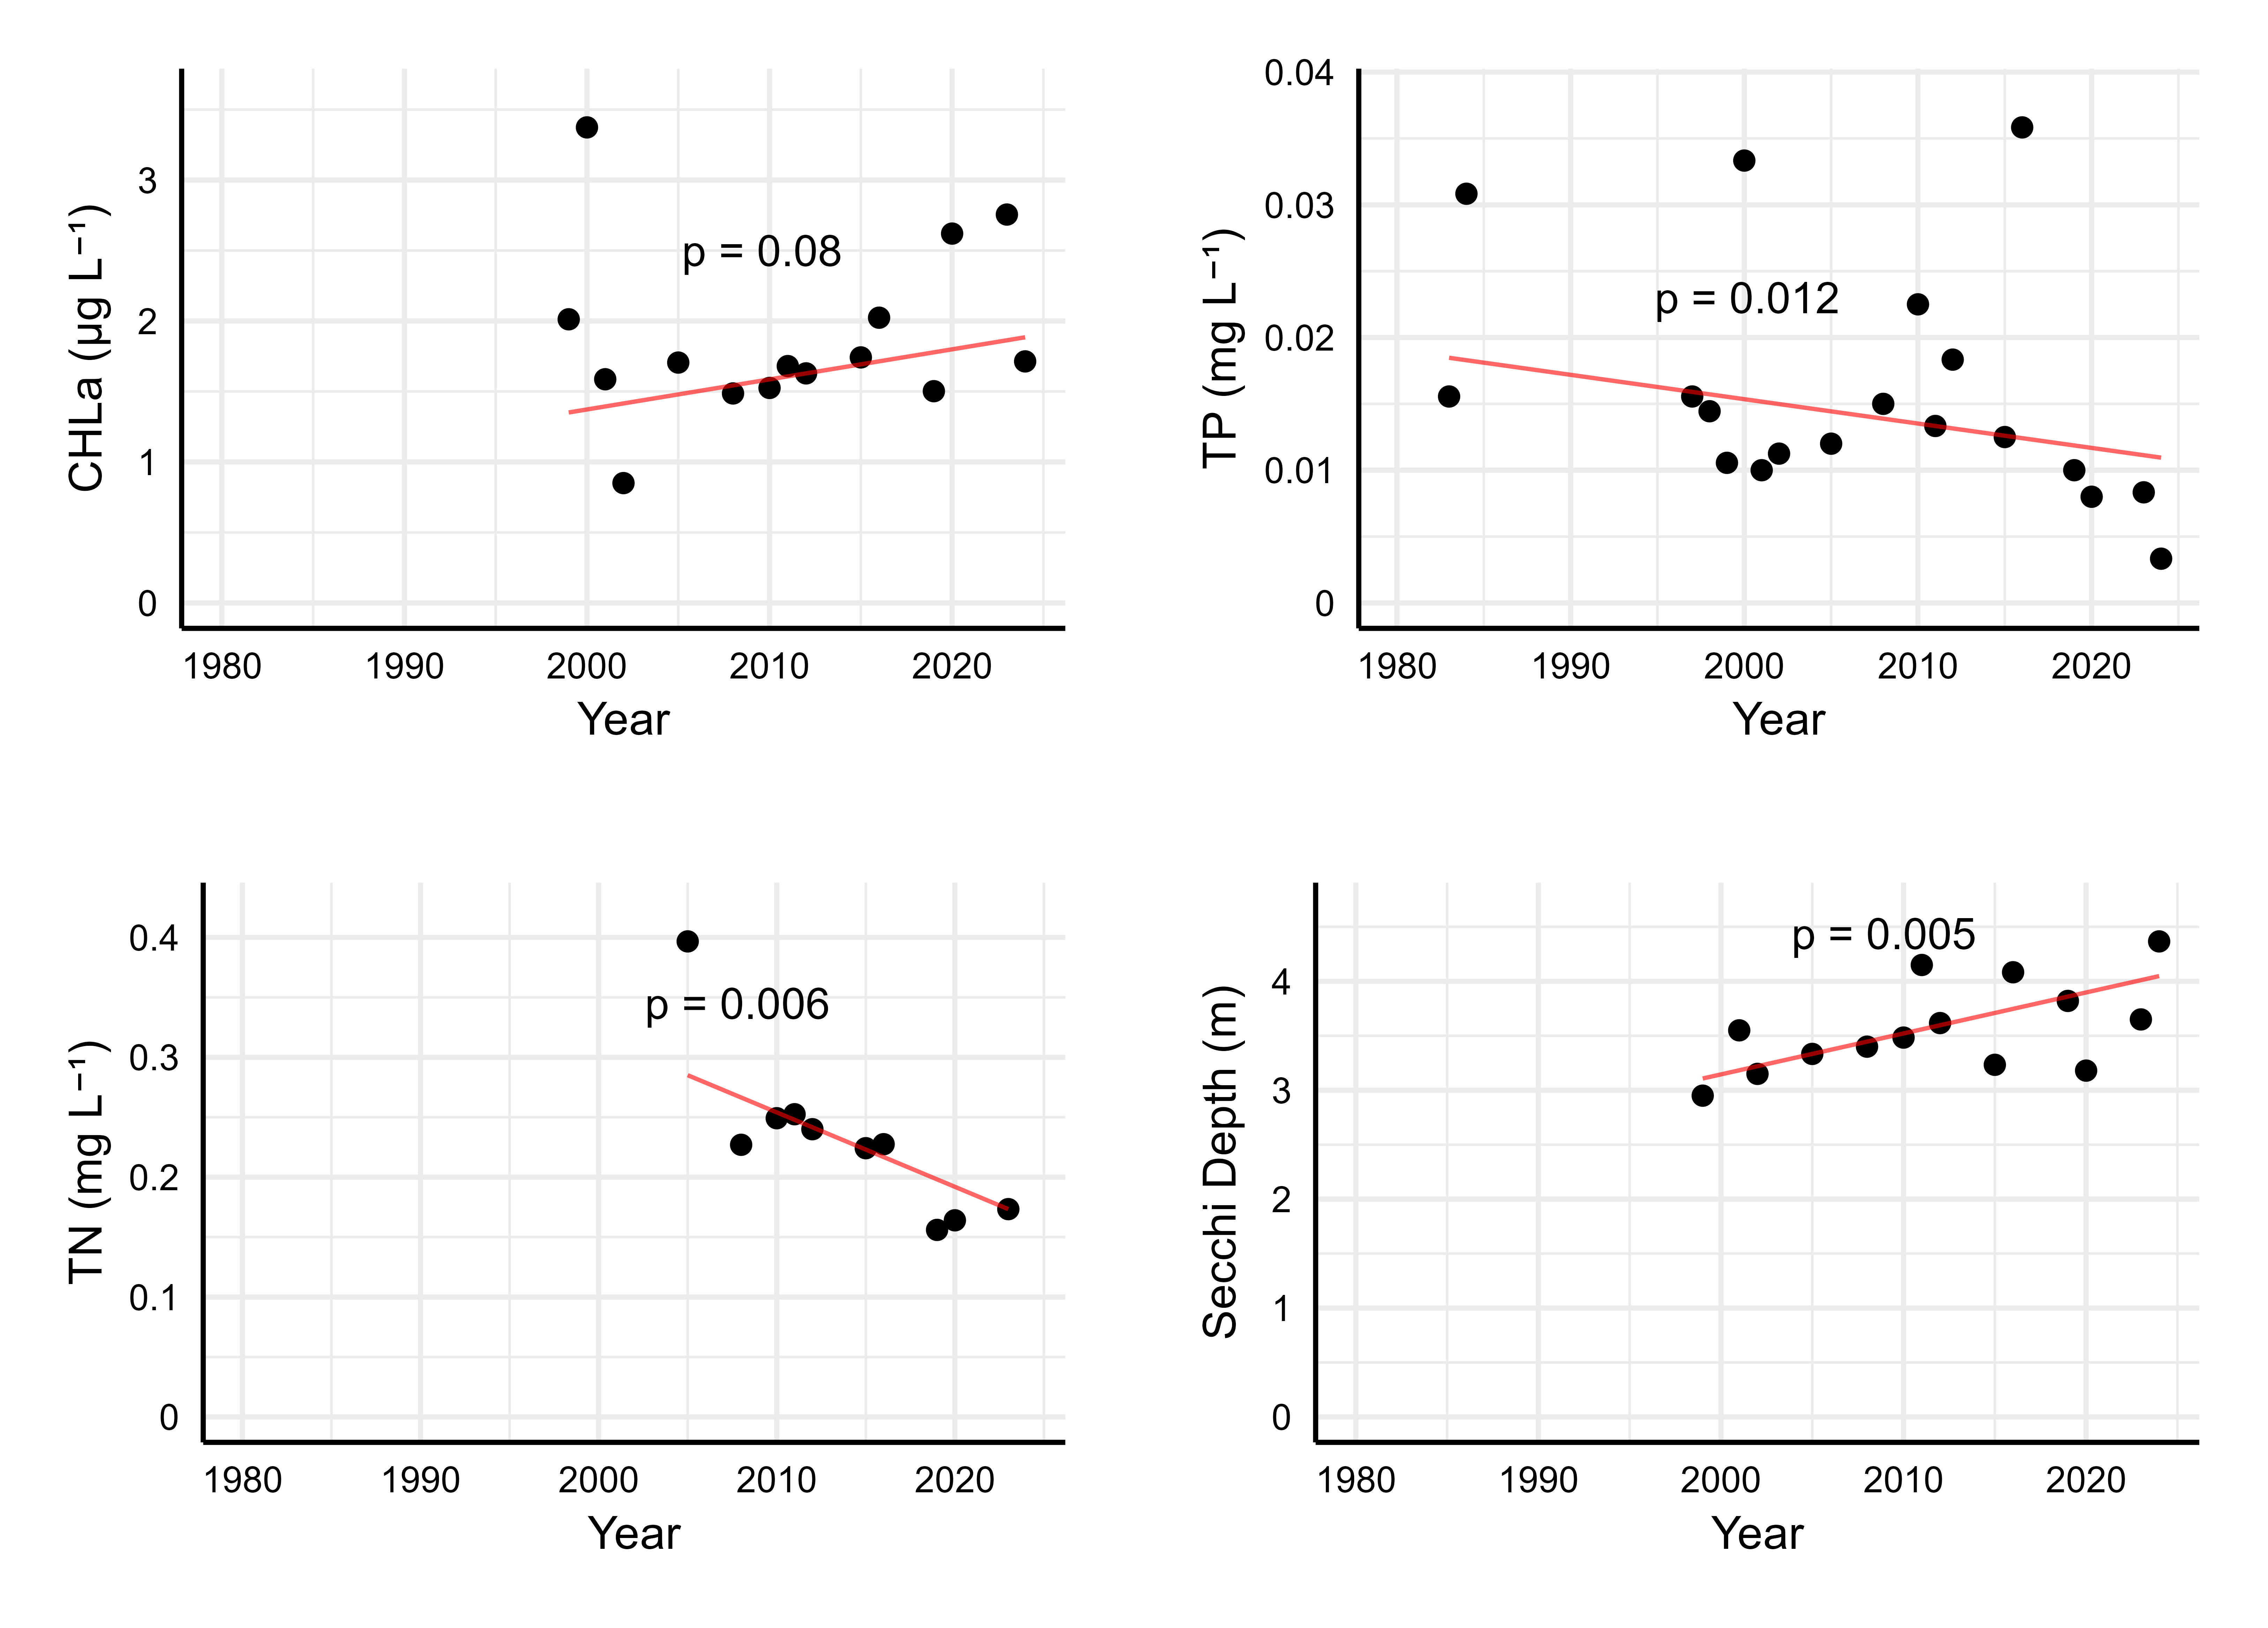 CHLa (µg L⁻¹)
3
2
1
0
p = 0.08
1980 1990 2000 2010 2020
Year
TP (mg L⁻¹)
0.04
0.03
0.02
0.01
0
p = 0.012
1980 1990 2000 2010 2020
Year
TN (mg L⁻¹)
0.4
0.3
0.2
0.1
0
p = 0.006
1980 1990 2000 2010 2020
Year
Secchi Depth (m)
4
3
2
1
0
p = 0.005
1980 1990 2000 2010 2020
Year